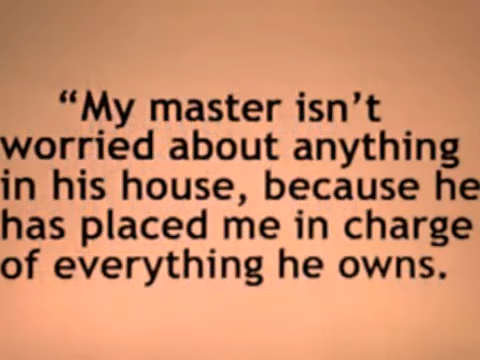 “My master isn’t
worried about anything
in his house, because he
has placed me in charge
of everything he owns.